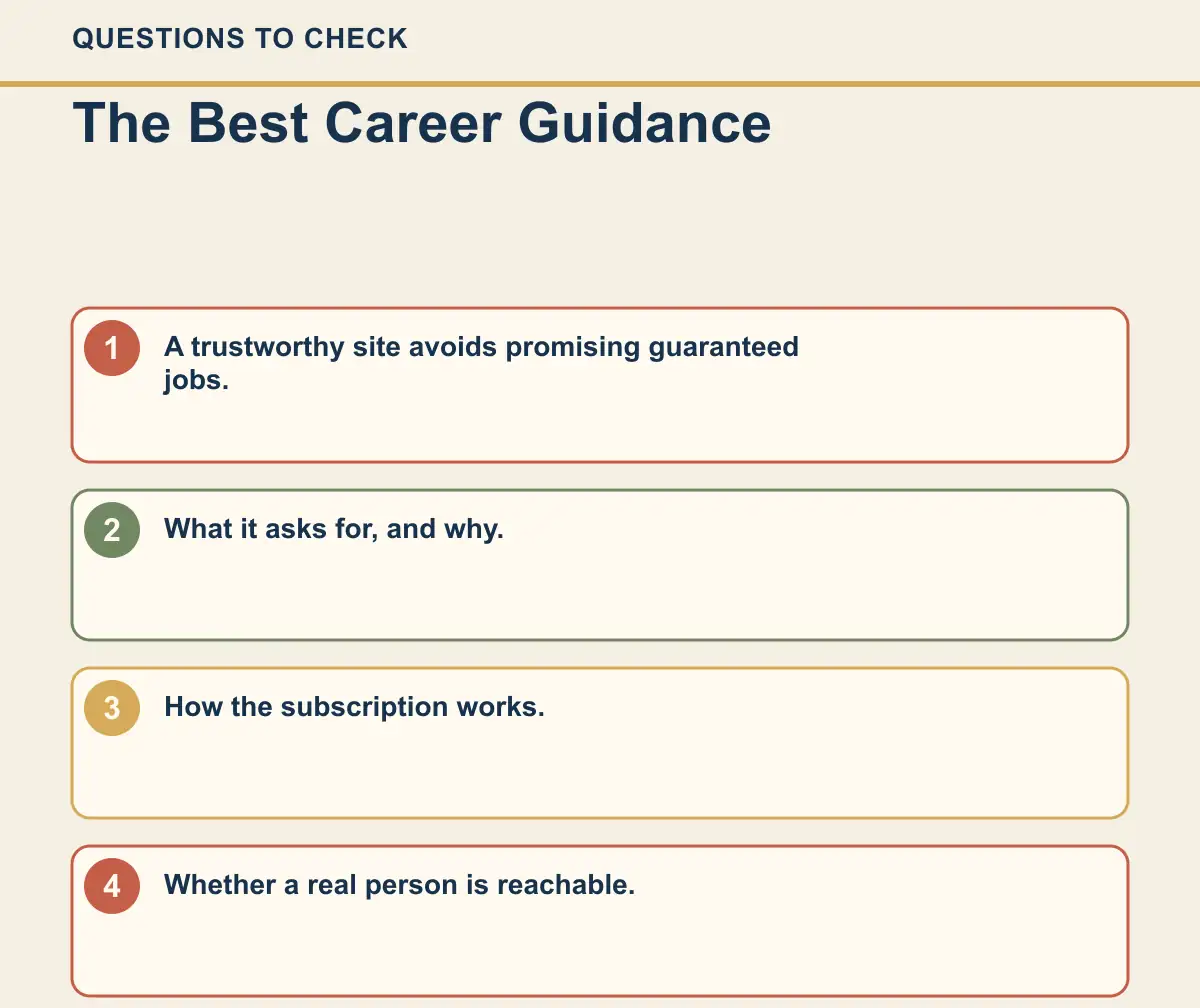 QUESTIONS TO CHECK
The Best Career Guidance
1
A trustworthy site avoids promising guaranteed
jobs.
2
What it asks for, and why.
3
How the subscription works.
4
Whether a real person is reachable.